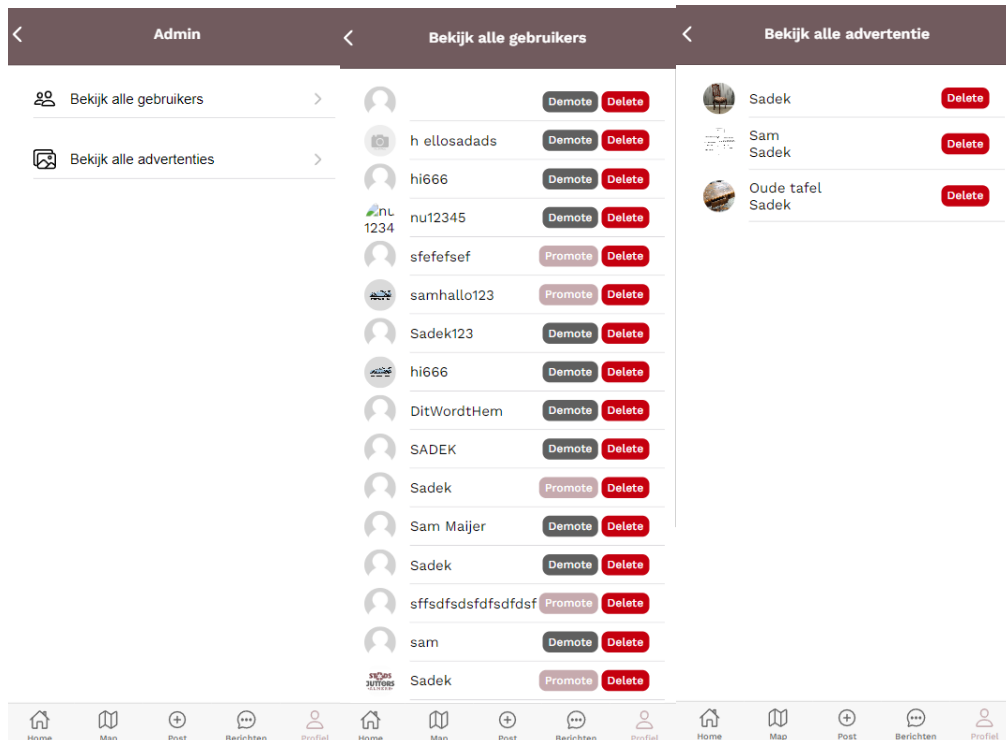 Admin
Bekijk alle gebruikers
Bekijk alle advertenties
Home Map Post Berichten Profiel
Bekijk alle gebruikers
Demote Delete
h ellosadads Demote Delete
hi666 Demote Delete
nu
1234
nu12345 Demote Delete
sfefefsef Promote Delete
samhallo123 Promote Delete
Sadek123 Demote Delete
hi666 Demote Delete
DitWordtHem Demote Delete
SADEK Demote Delete
Sadek Promote Delete
Sam Maijer Demote Delete
Sadek Demote Delete
sffsdfsdsfdfsdfdsf Promote Delete
sam Demote Delete
STADS
JUTTERS
Sadek Promote Delete
Home Map Post Berichten Profiel
Bekijk alle advertentie
Sadek Delete
Sam
Sadek Delete
Oude tafel
Sadek Delete
Home Map Post Berichten Profiel